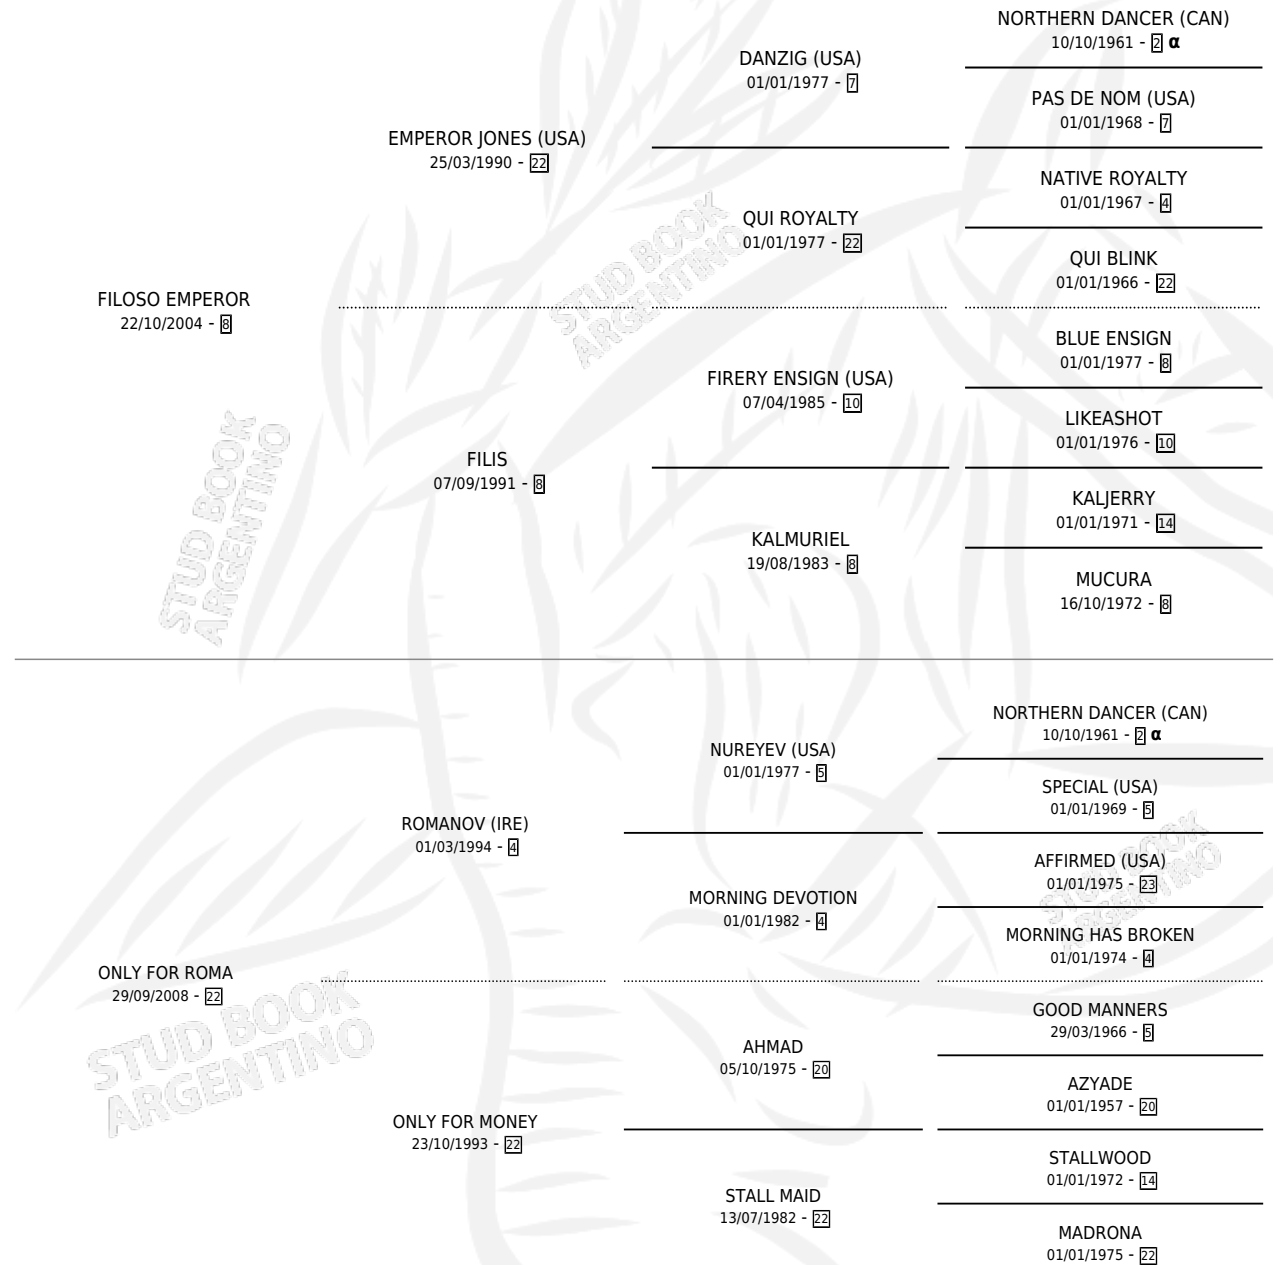 NORTHERN DANCER (CAN)
10/10/1961 - 2 α
DANZIG (USA)
01/01/1977 - 7
PAS DE NOM (USA)
01/01/1968 - 7
EMPEROR JONES (USA)
25/03/1990 - 22
NATIVE ROYALTY
01/01/1967 - 4
QUI ROYALTY
01/01/1977 - 22
QUI BLINK
01/01/1966 - 22
FILOSO EMPEROR
22/10/2004 - 8
BLUE ENSIGN
01/01/1977 - 8
FIRERY ENSIGN (USA)
07/04/1985 - 10
LIKEASHOT
01/01/1976 - 10
FILIS
07/09/1991 - 8
KALJERRY
01/01/1971 - 14
KALMURIEL
19/08/1983 - 8
MUCURA
16/10/1972 - 8
NORTHERN DANCER (CAN)
10/10/1961 - 2 α
NUREYEV (USA)
01/01/1977 - 5
SPECIAL (USA)
01/01/1969 - 5
ROMANOV (IRE)
01/03/1994 - 4
AFFIRMED (USA)
01/01/1975 - 23
MORNING DEVOTION
01/01/1982 - 4
MORNING HAS BROKEN
01/01/1974 - 4
ONLY FOR ROMA
29/09/2008 - 22
GOOD MANNERS
29/03/1966 - 5
AHMAD
05/10/1975 - 20
AZYADE
01/01/1957 - 20
ONLY FOR MONEY
23/10/1993 - 22
STALLWOOD
01/01/1972 - 14
STALL MAID
13/07/1982 - 22
MADRONA
01/01/1975 - 22
STUD BOOK
ARGENTINO
STUD BOOK
ARGENTINO
STUD BOOK
ARGENTINO
STUD BOOK
ARGENTINO